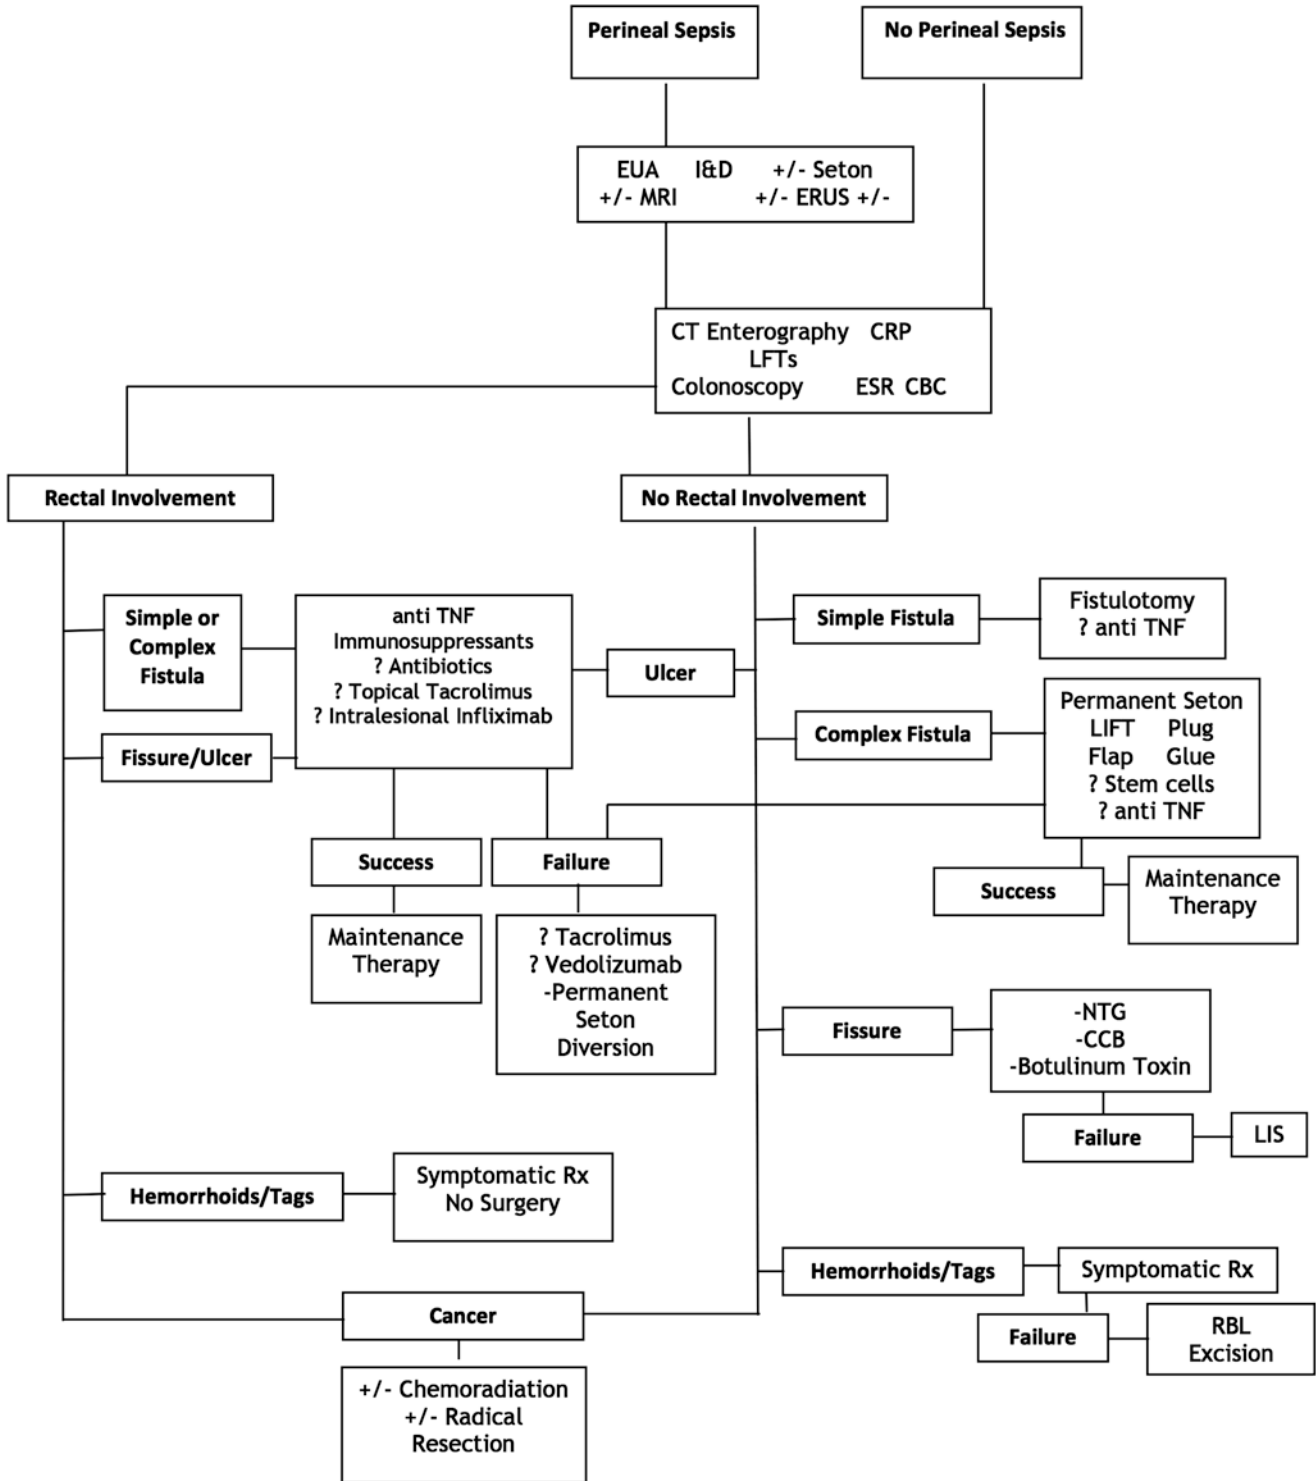 Perineal Sepsis
No Perineal Sepsis
EUA I&D +/- Seton
+/- MRI +/- ERUS +/-
CT Enterography CRP
LFTs
Colonoscopy ESR CBC
Rectal Involvement
No Rectal Involvement
Simple or
Complex
Fistula
anti TNF
Immunosuppressants
? Antibiotics
? Topical Tacrolimus
? Intralesional Infliximab
Ulcer
Simple Fistula
Fistulotomy
? anti TNF
Fissure/Ulcer
Complex Fistula
Permanent Seton
LIFT Plug
Flap Glue
? Stem cells
? anti TNF
Success
Failure
Success
Maintenance
Therapy
Maintenance
Therapy
? Tacrolimus
? Vedolizumab
-Permanent
Seton
Diversion
Fissure
-NTG
-CCB
-Botulinum Toxin
Failure
LIS
Hemorrhoids/Tags
Symptomatic Rx
No Surgery
Hemorrhoids/Tags
Symptomatic Rx
Failure
RBL
Excision
Cancer
+/- Chemoradiation
+/- Radical
Resection